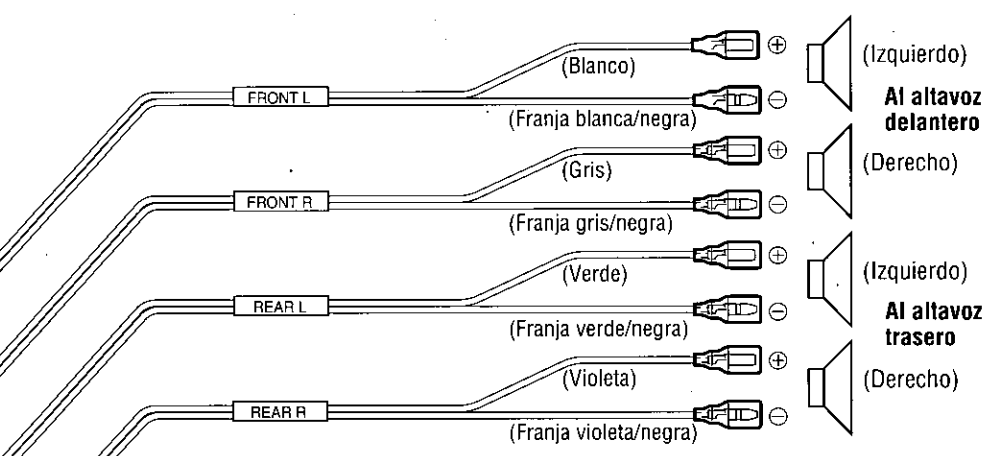 (Blanco)
⊕
(Izquierdo)
FRONT L
⊖
Al altavoz
delantero
(Franja blanca/negra)
⊕
(Gris)
(Derecho)
FRONT R
⊖
(Franja gris/negra)
⊕
(Verde)
(Izquierdo)
REAR L
⊖
Al altavoz
trasero
(Franja verde/negra)
⊕
(Violeta)
(Derecho)
REAR R
⊖
(Franja violeta/negra)